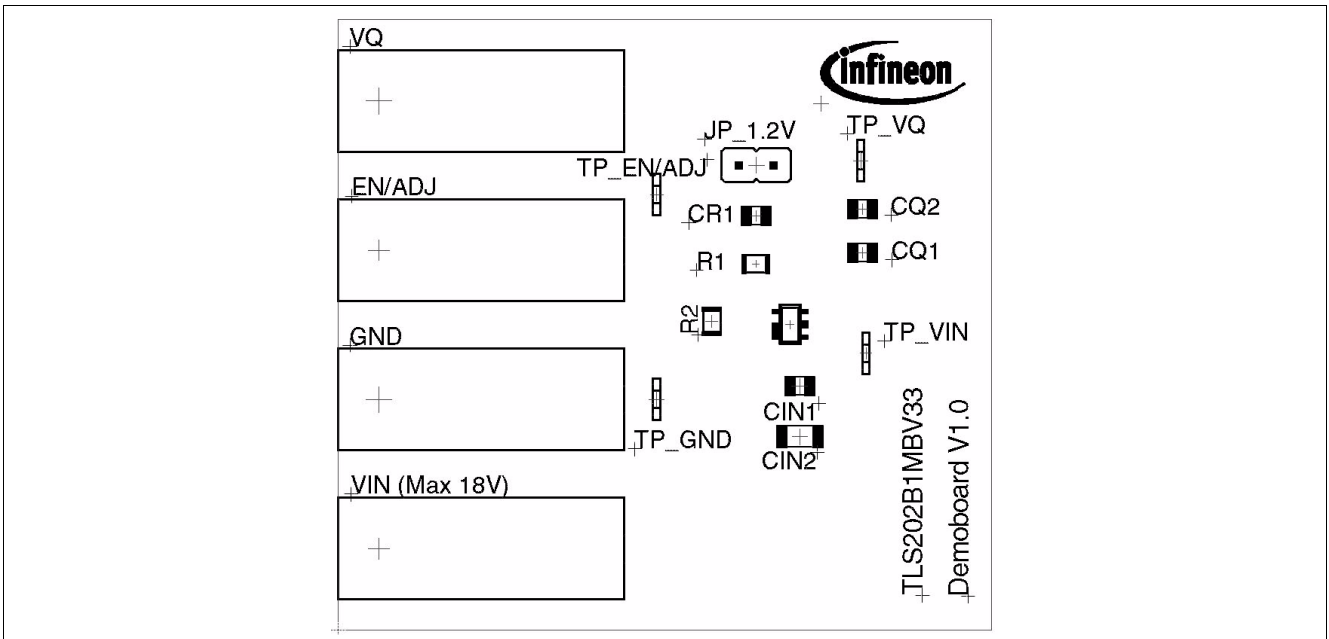 VQ
infineon
JP_1.2V
TP_VQ
TP_EN/ADJ
EN/ADJ
CR1
CQ2
R1
CQ1
R2
GND
TP_VIN
CIN1
TP_GND
CIN2
VIN (Max 18V)
TLS202B1MBV33
Demoboard V1.0